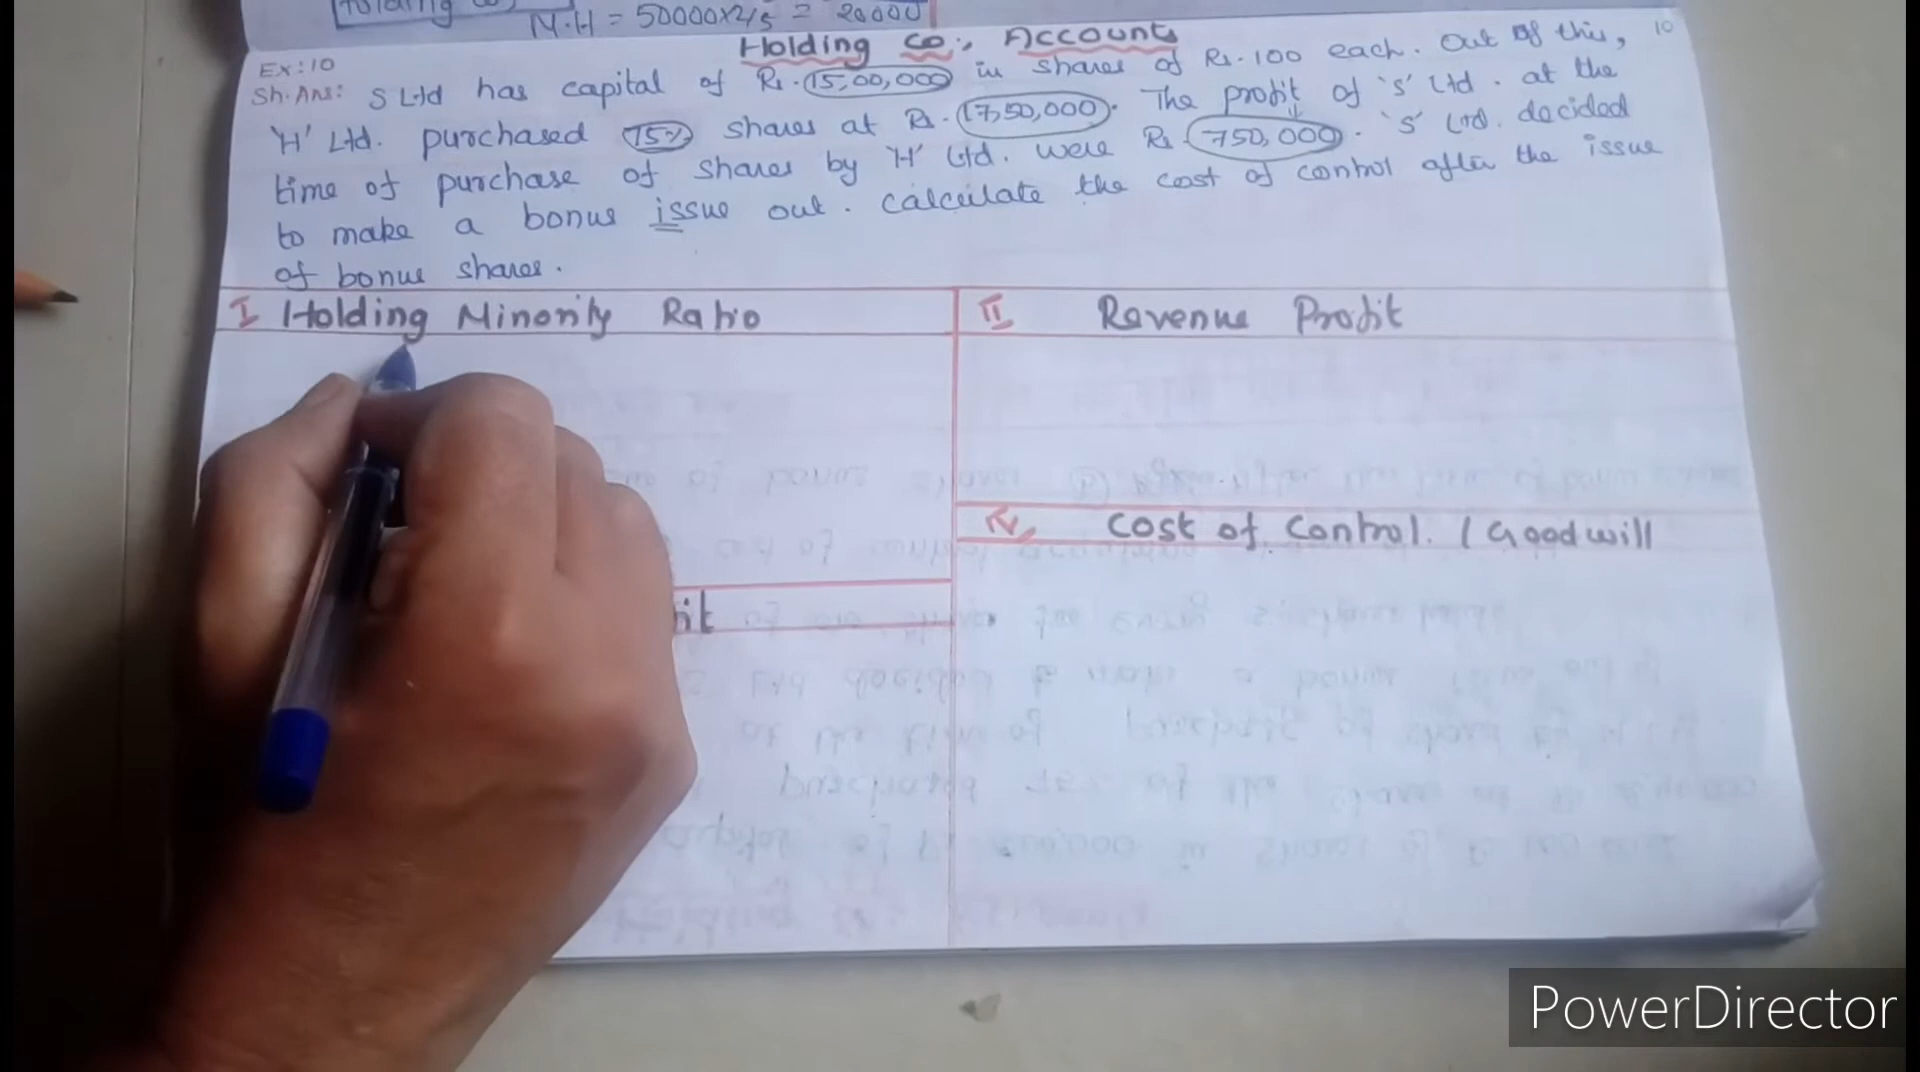 Holding Co
M.H = 50000x2/5 = 20000
Holding Co., Accounts
10
Ex:10
Sh.Ans: S Ltd has capital of Rs. 15,00,000 in shares of Rs.100 each. Out of this,
'H' Ltd. purchased 75% shares at Rs. 17,50,000. The profit of 'S' Ltd. at the
time of purchase of shares by 'H' Ltd. were Rs. 750,000. 'S' Ltd. decided
to make a bonus issue out. calculate the cost of control after the issue
of bonus shares.
I Holding Minority Ratio
II Revenue Profit
IV, Cost of Control. / Goodwill
PowerDirector